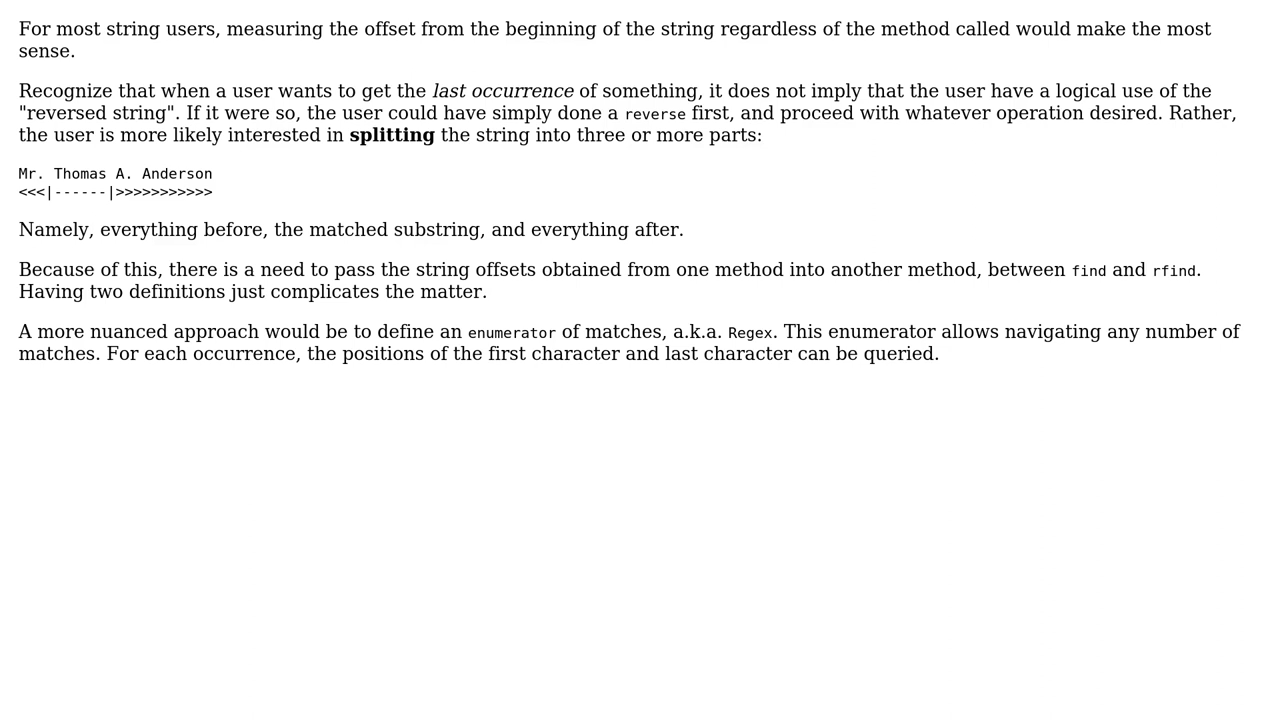 For most string users, measuring the offset from the beginning of the string regardless of the method called would make the most
sense.
Recognize that when a user wants to get the last occurrence of something, it does not imply that the user have a logical use of the
"reversed string". If it were so, the user could have simply done a reverse first, and proceed with whatever operation desired. Rather,
the user is more likely interested in splitting the string into three or more parts:
Mr. Thomas A. Anderson
<<<|------|>>>>>>>>>>>
Namely, everything before, the matched substring, and everything after.
Because of this, there is a need to pass the string offsets obtained from one method into another method, between find and rfind.
Having two definitions just complicates the matter.
A more nuanced approach would be to define an enumerator of matches, a.k.a. Regex. This enumerator allows navigating any number of
matches. For each occurrence, the positions of the first character and last character can be queried.